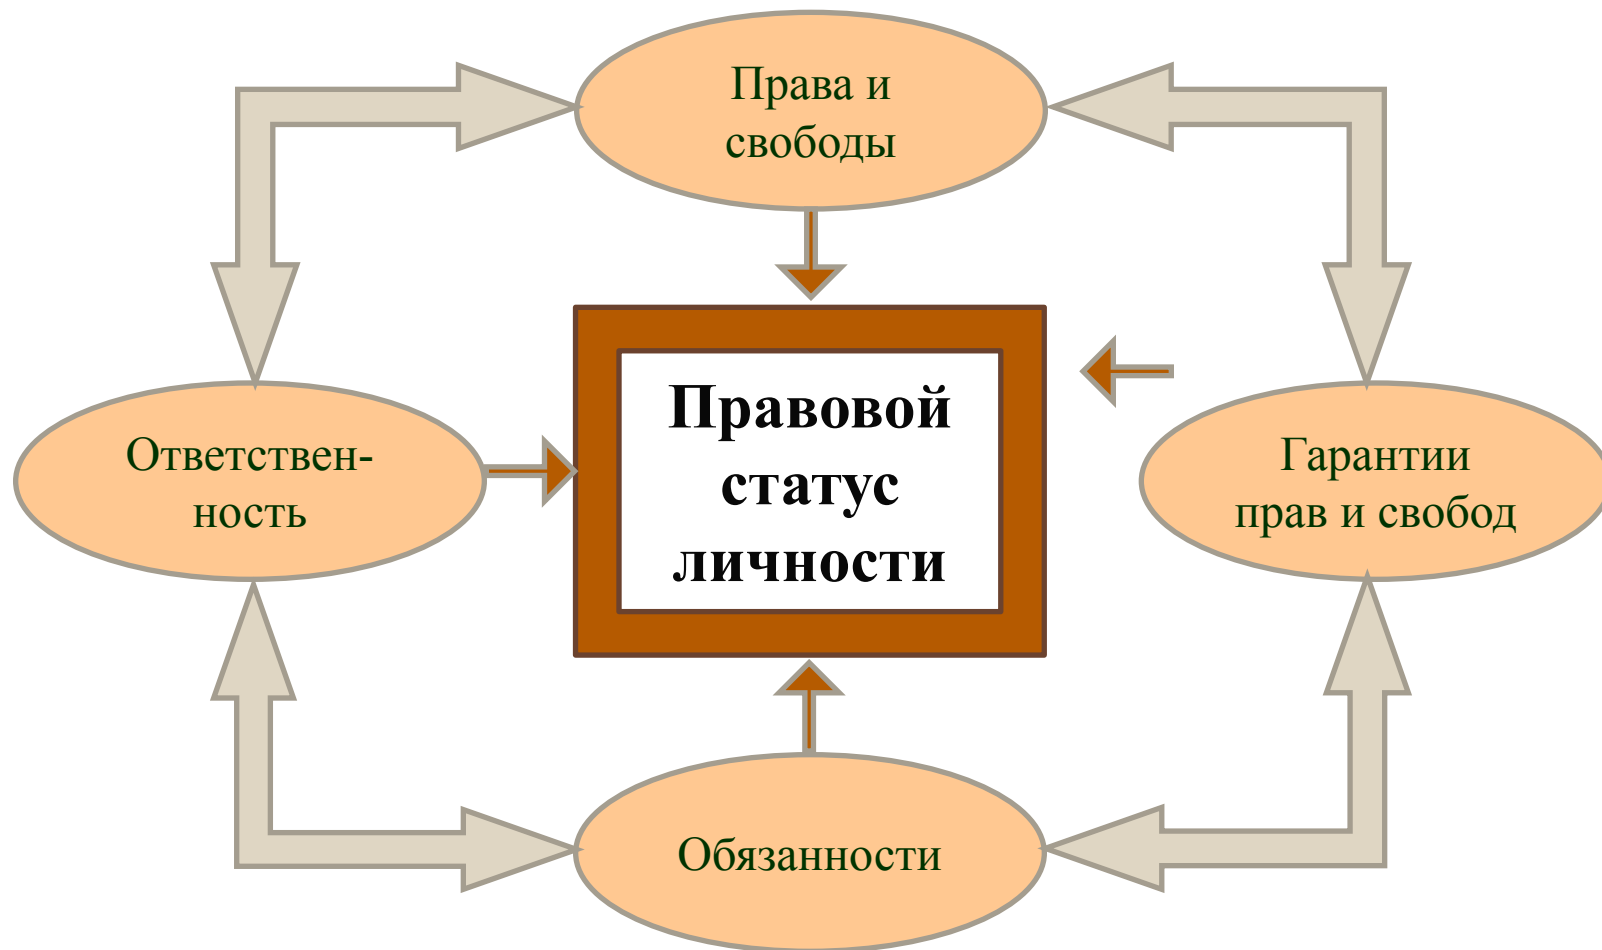 Права и
свободы
Правовой
статус
личности
Ответствен-
ность
Гарантии
прав и свобод
Обязанности